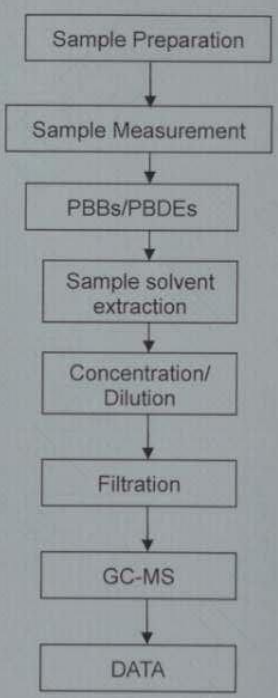 Sample Preparation
Sample Measurement
PBBs/PBDEs
Sample solvent
extraction
Concentration/
Dilution
Filtration
GC-MS
DATA